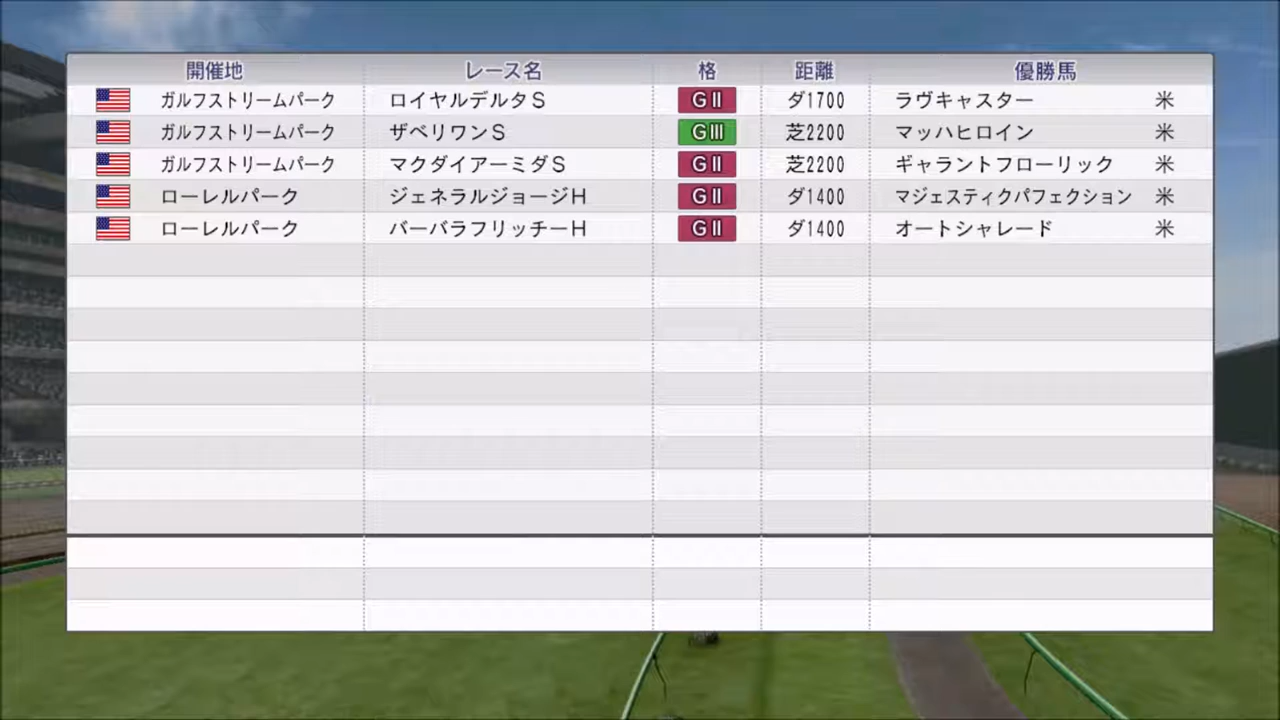 開催地 レース名 格 距離 優勝馬
ガルフストリームパーク ロイヤルデルタS GⅡ ダ1700 ラヴキャスター 米
ガルフストリームパーク ザペリワンS GⅢ 芝2200 マッハヒロイン 米
ガルフストリームパーク マクダイアーミダS GⅡ 芝2200 ギャラントフローリック 米
ローレルパーク ジェネラルジョージH GⅡ ダ1400 マジェスティクパフェクション 米
ローレルパーク バーバラフリッチーH GⅡ ダ1400 オートシャレード 米